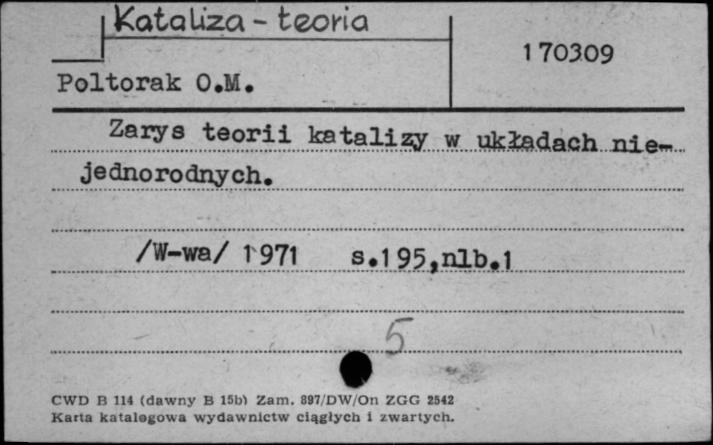 Kataliza - teoria
170309
Poltorak O.M.
Zarys teorii katalizy w układach nie-
jednorodnych.
/W-wa/ 1971 s.195,nlb.1
5
CWD B 114 (dawny B 15b) Zam. 897/DW/On ZGG 2542
Karta katalogowa wydawnictw ciągłych i zwartych.